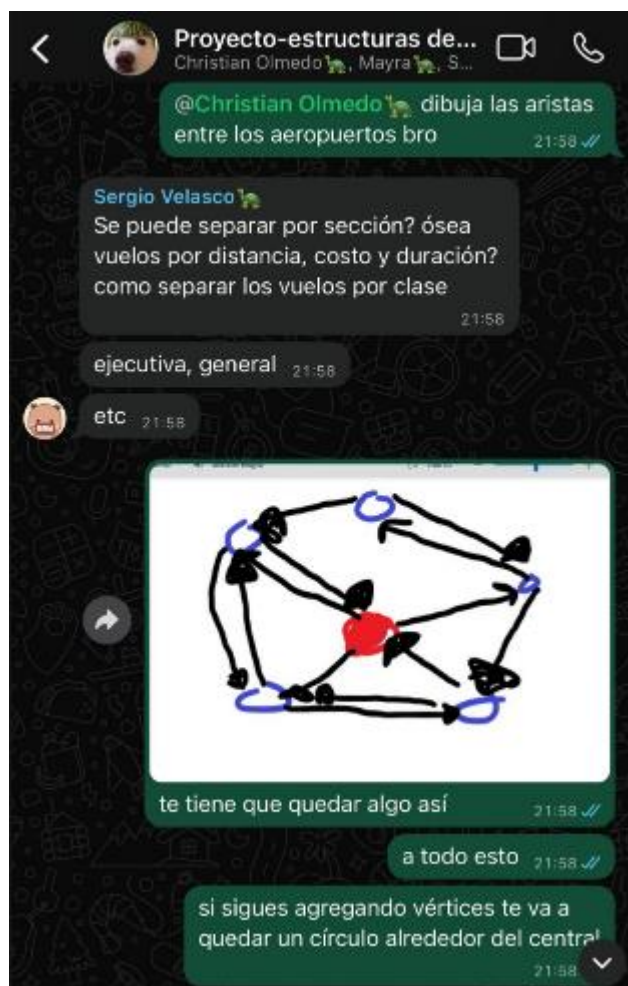 Proyecto-estructuras de...
Christian Olmedo🦕, Mayra🦕, S...
@Christian Olmedo🦕 dibuja las aristas
entre los aeropuertos bro
21:58
Sergio Velasco🦕
Se puede separar por sección? ósea
vuelos por distancia, costo y duración?
como separar los vuelos por clase
21:58
ejecutiva, general 21:58
etc 21:58
te tiene que quedar algo así 21:58
a todo esto 21:58
si sigues agregando vértices te va a
quedar un círculo alrededor del central
21:58